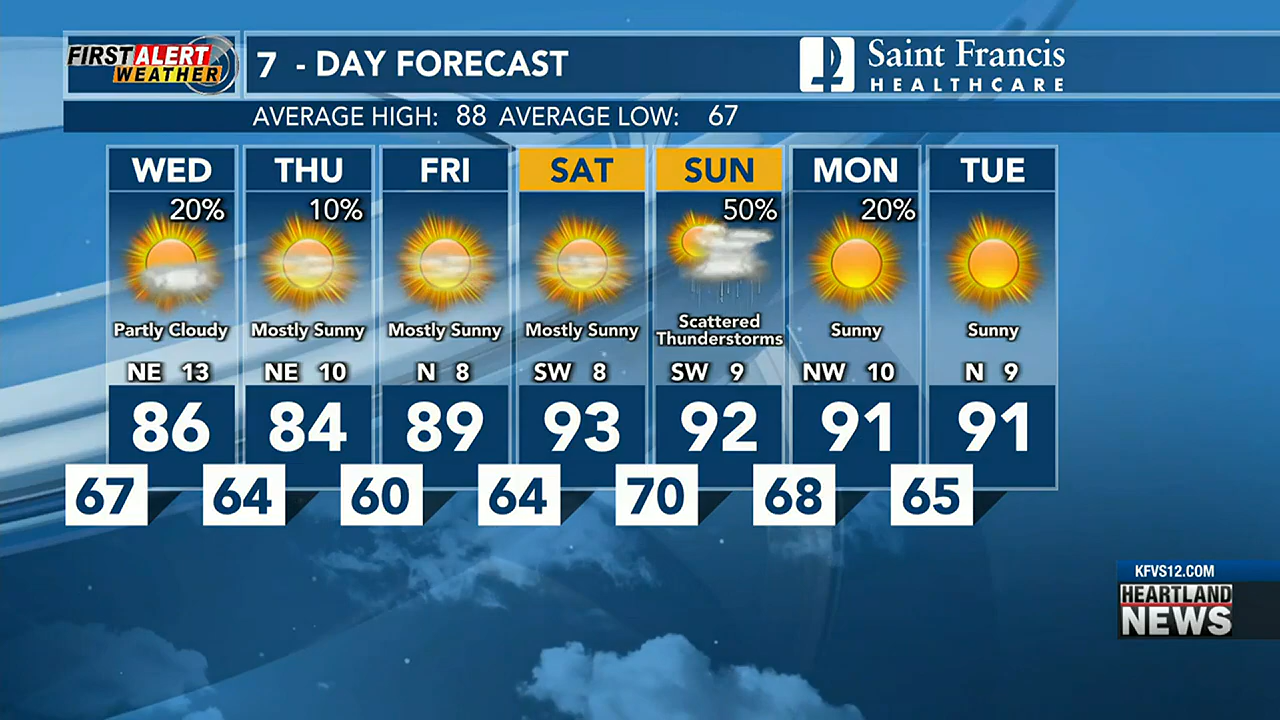 FIRST ALERT
WEATHER
7 - DAY FORECAST
Saint Francis
HEALTHCARE
AVERAGE HIGH: 88 AVERAGE LOW: 67
WED THU FRI SAT SUN MON TUE
20% 10% 50% 20%
Partly Cloudy Mostly Sunny Mostly Sunny Mostly Sunny Scattered Thunderstorms Sunny Sunny
NE 13 NE 10 N 8 SW 8 SW 9 NW 10 N 9
86 84 89 93 92 91 91
67 64 60 64 70 68 65
KFVS12.COM
HEARTLAND
NEWS